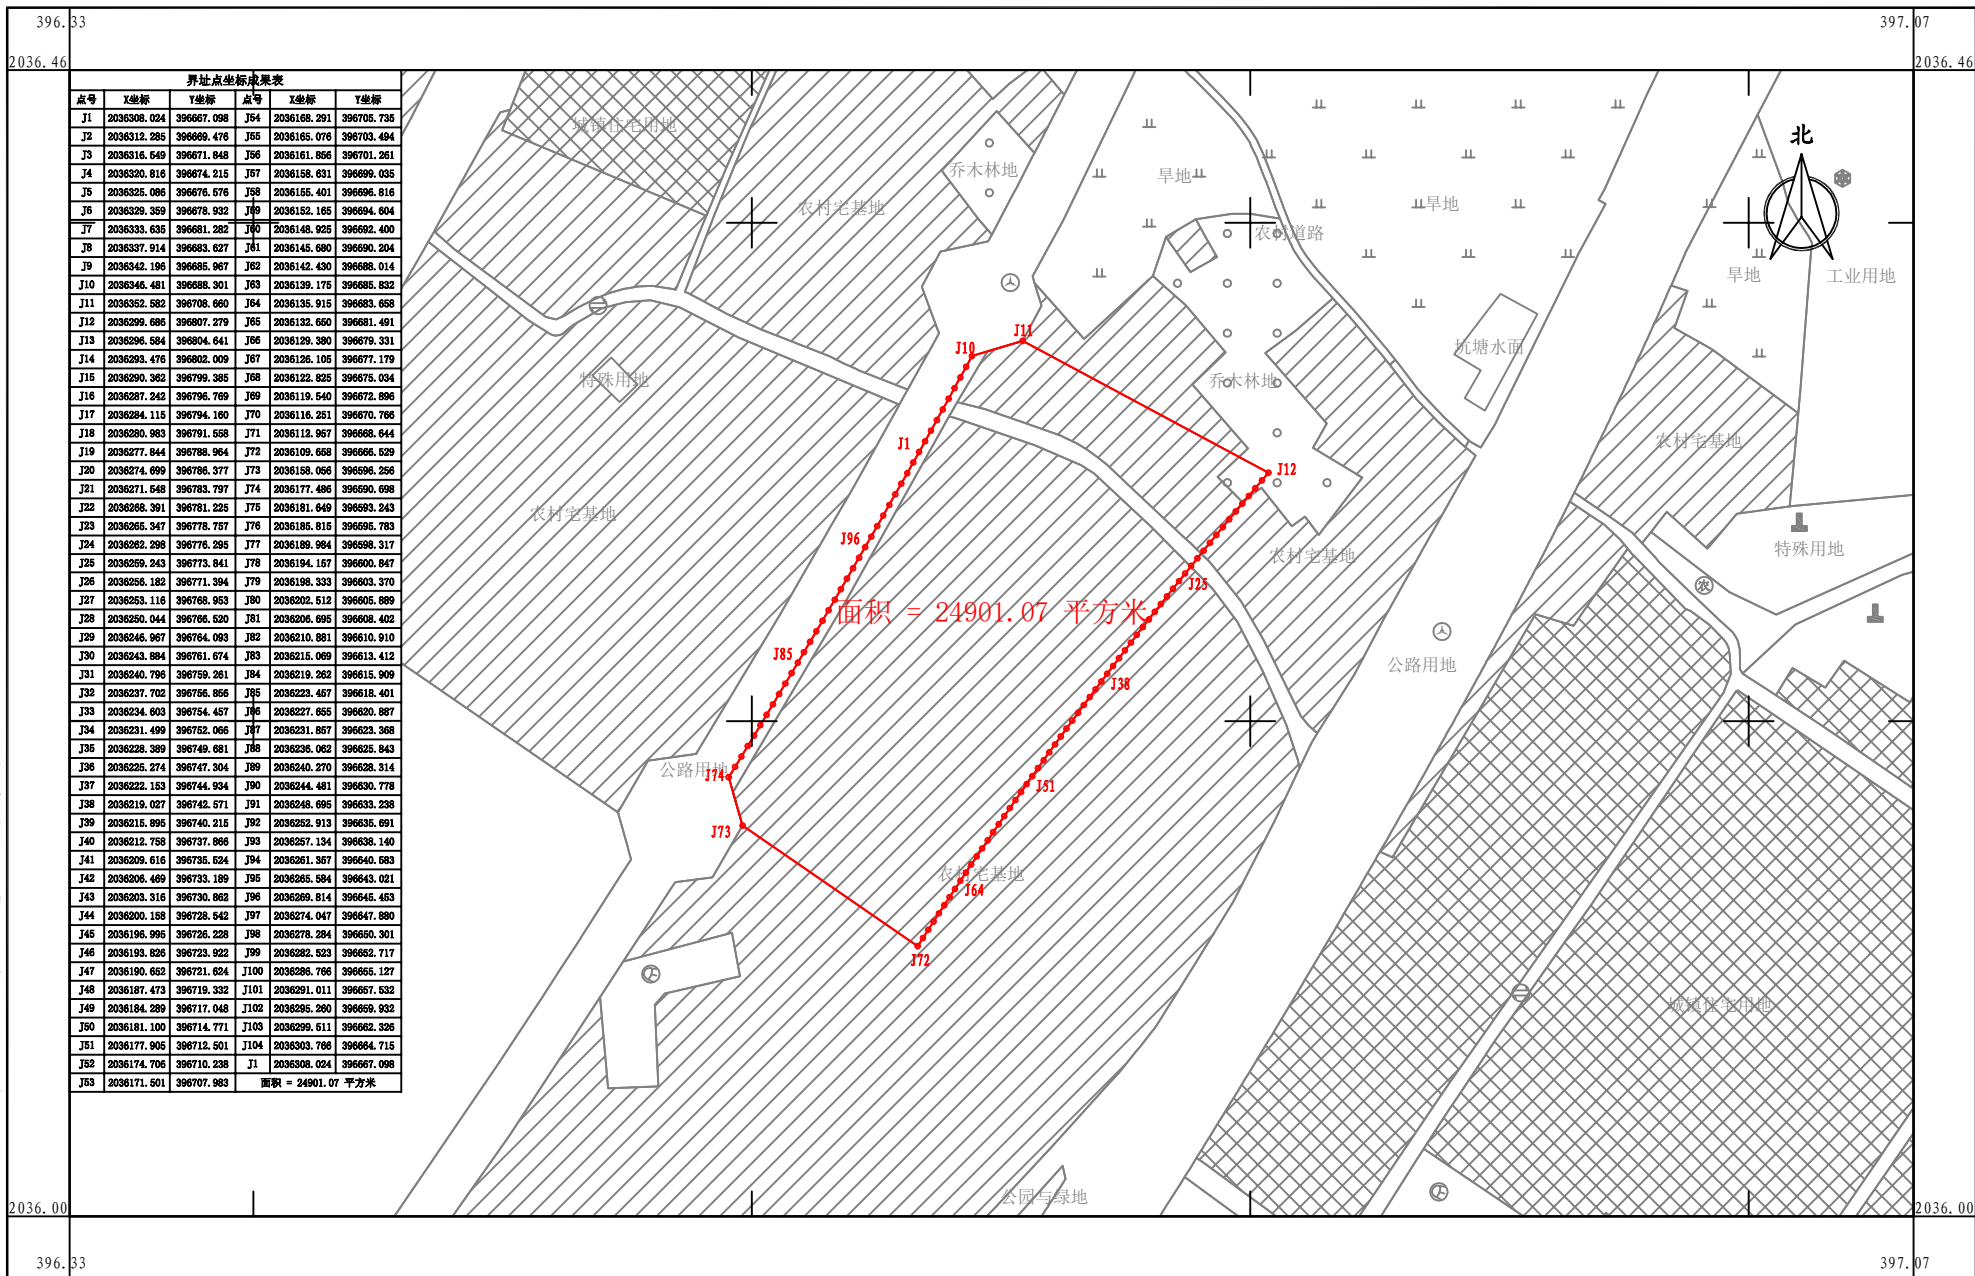 396.33
397.07
2036.46
2036.46
界址点坐标成果表
点号 X坐标 Y坐标 点号 X坐标 Y坐标
J1 2036308.024 396667.098 J54 2036168.291 396705.735
J2 2036312.285 396669.476 J55 2036165.076 396703.494
J3 2036316.549 396671.848 J56 2036161.856 396701.261
J4 2036320.816 396674.215 J57 2036158.631 396699.035
J5 2036325.086 396676.576 J58 2036155.401 396696.816
J6 2036329.359 396678.932 J59 2036152.165 396694.604
J7 2036333.635 396681.282 J60 2036148.925 396692.400
J8 2036337.914 396683.627 J61 2036145.680 396690.204
J9 2036342.196 396685.967 J62 2036142.430 396688.014
J10 2036346.481 396688.301 J63 2036139.175 396685.832
J11 2036352.582 396708.660 J64 2036135.915 396683.658
J12 2036299.686 396807.279 J65 2036132.650 396681.491
J13 2036296.584 396804.641 J66 2036129.380 396679.331
J14 2036293.476 396802.009 J67 2036126.105 396677.179
J15 2036290.362 396799.385 J68 2036122.825 396675.034
J16 2036287.242 396796.769 J69 2036119.540 396672.896
J17 2036284.115 396794.160 J70 2036116.251 396670.766
J18 2036280.983 396791.558 J71 2036112.957 396668.644
J19 2036277.844 396788.964 J72 2036109.658 396666.529
J20 2036274.699 396786.377 J73 2036158.056 396596.256
J21 2036271.548 396783.797 J74 2036177.486 396590.698
J22 2036268.391 396781.225 J75 2036181.649 396593.243
J23 2036265.347 396778.757 J76 2036185.815 396595.783
J24 2036262.298 396776.295 J77 2036189.984 396598.317
J25 2036259.243 396773.841 J78 2036194.157 396600.847
J26 2036256.182 396771.394 J79 2036198.333 396603.370
J27 2036253.116 396768.953 J80 2036202.512 396605.889
J28 2036250.044 396766.520 J81 2036206.695 396608.402
J29 2036246.967 396764.093 J82 2036210.881 396610.910
J30 2036243.884 396761.674 J83 2036215.069 396613.412
J31 2036240.796 396759.261 J84 2036219.262 396615.909
J32 2036237.702 396756.856 J85 2036223.457 396618.401
J33 2036234.603 396754.457 J86 2036227.655 396620.887
J34 2036231.499 396752.066 J87 2036231.857 396623.368
J35 2036228.389 396749.681 J88 2036236.062 396625.843
J36 2036225.274 396747.304 J89 2036240.270 396628.314
J37 2036222.153 396744.934 J90 2036244.481 396630.778
J38 2036219.027 396742.571 J91 2036248.695 396633.238
J39 2036215.895 396740.215 J92 2036252.913 396635.691
J40 2036212.758 396737.866 J93 2036257.134 396638.140
J41 2036209.616 396735.524 J94 2036261.357 396640.583
J42 2036206.469 396733.189 J95 2036265.584 396643.021
J43 2036203.316 396730.862 J96 2036269.814 396645.453
J44 2036200.158 396728.542 J97 2036274.047 396647.880
J45 2036196.995 396726.228 J98 2036278.284 396650.301
J46 2036193.826 396723.922 J99 2036282.523 396652.717
J47 2036190.652 396721.624 J100 2036286.766 396655.127
J48 2036187.473 396719.332 J101 2036291.011 396657.532
J49 2036184.289 396717.048 J102 2036295.260 396659.932
J50 2036181.100 396714.771 J103 2036299.511 396662.326
J51 2036177.905 396712.501 J104 2036303.766 396664.715
J52 2036174.706 396710.238 J1 2036308.024 396667.098
J53 2036171.501 396707.983 面积 = 24901.07 平方米
城镇住宅用地
北
乔木林地
旱地
农村宅基地
旱地
农村道路
旱地
工业用地
J11
J10
坑塘水面
特殊用地
乔木林地
J1
农村宅基地
J12
农村宅基地
J96
特殊用地
农村宅基地
J25
农
面积 = 24901.07 平方米
J85
公路用地
J38
公路用地
J74
J51
J73
农村宅基地
J64
J72
城镇住宅用地
公园与绿地
2036.00
2036.00
396.33
397.07